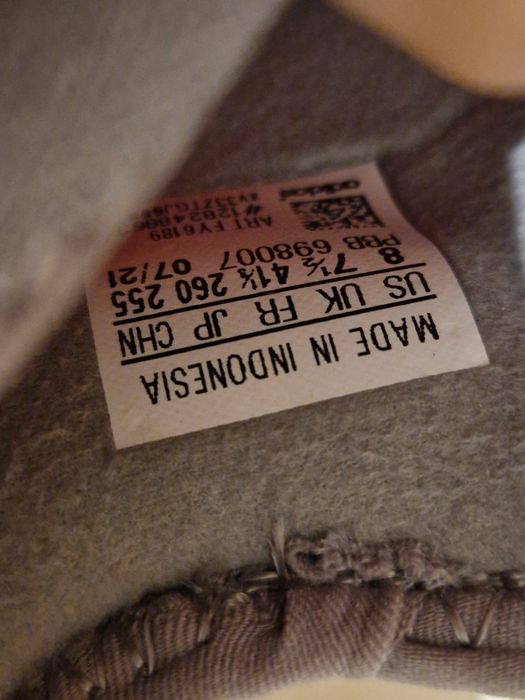 MADE IN INDONESIA
US UK FR JP CHN
8 7½ 41⅓ 260 255
PBB 698007 07/21
ART FY6189
adidas